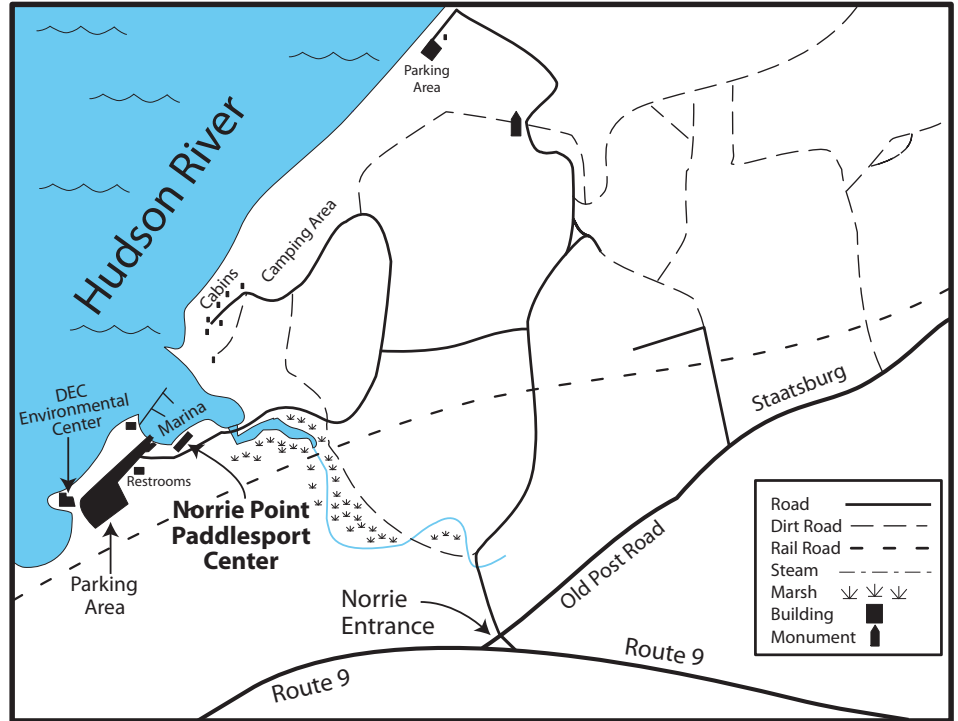 Parking
Area
Hudson River
Camping Area
Cabins
DEC
Environmental
Center
Marina
Restrooms
Norrie Point
Paddlesport
Center
Parking
Area
Staatsburg
Old Post Road
Norrie
Entrance
Route 9
Route 9
Road
Dirt Road
Rail Road
Steam
Marsh
Building
Monument